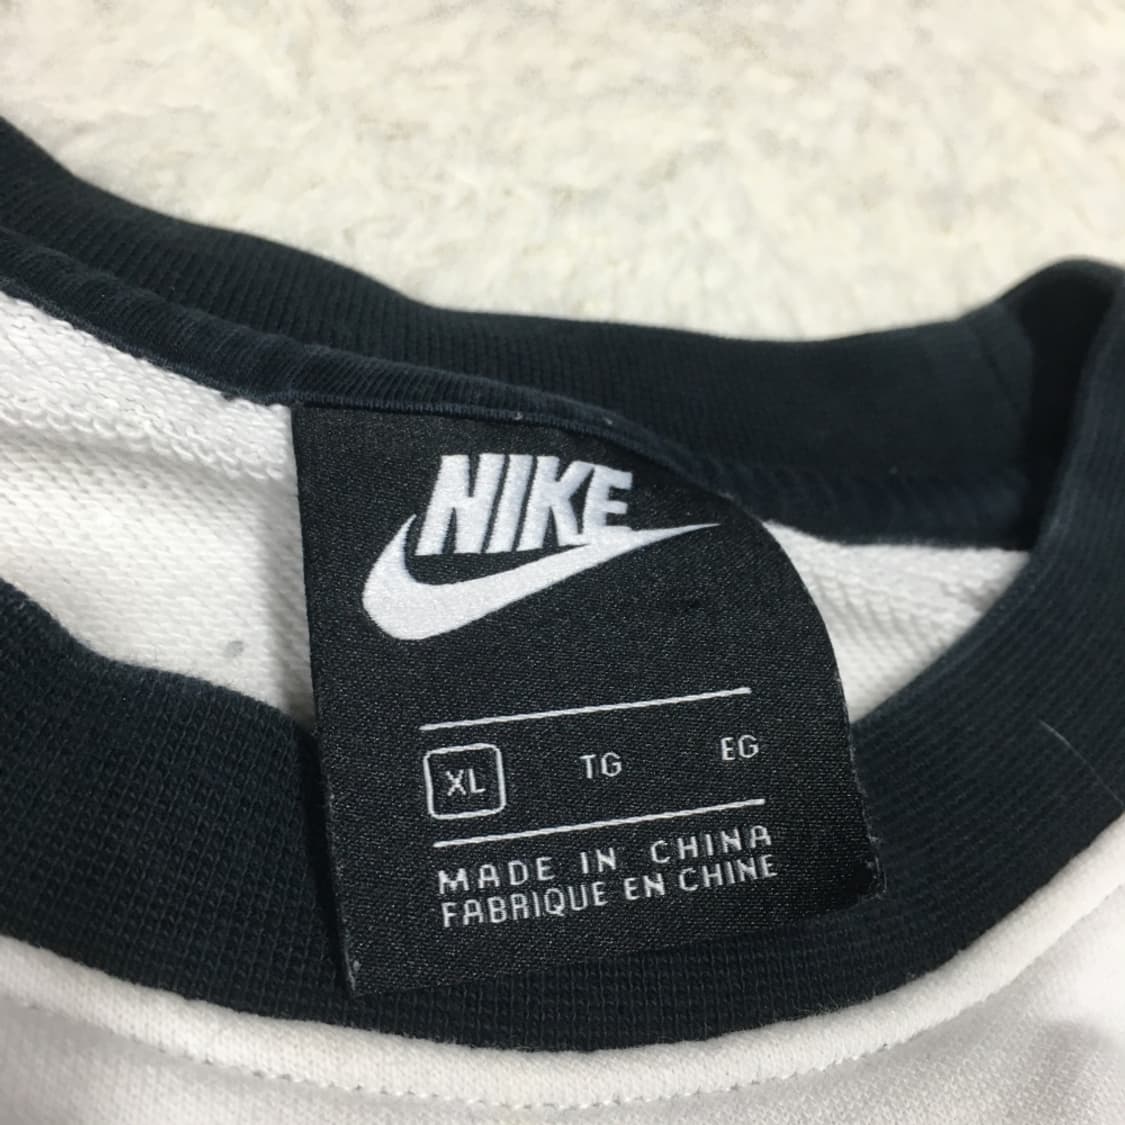 NIKE
XL TG EG
MADE IN CHINA
FABRIQUE EN CHINE